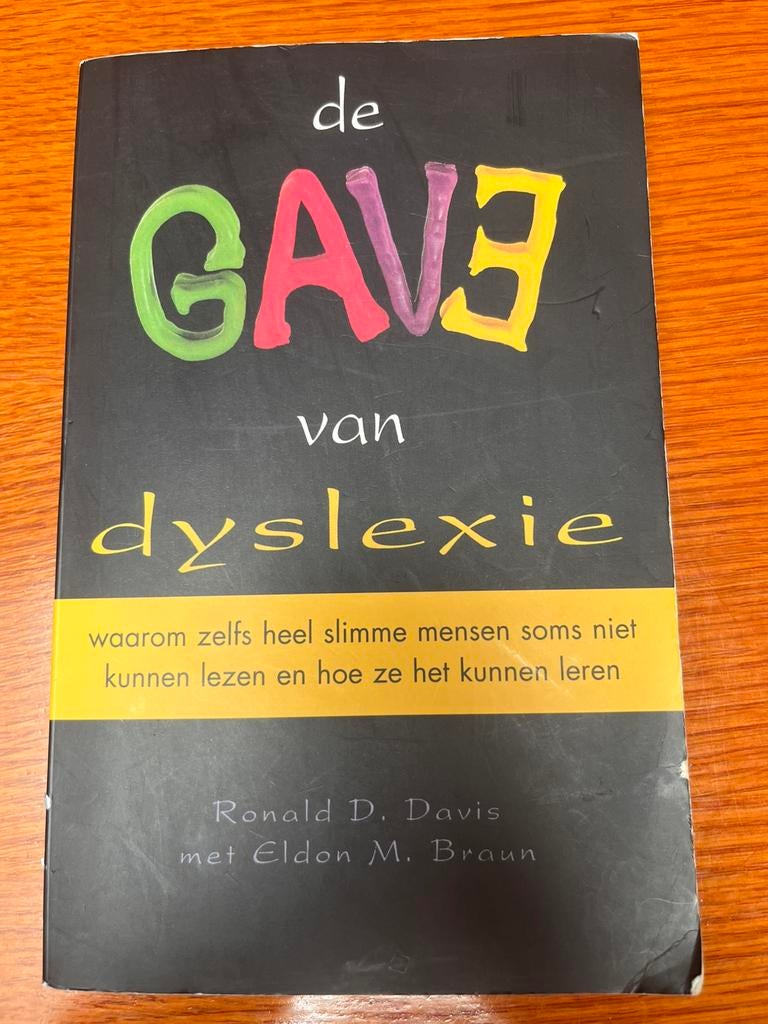 de
GAVE
van
dyslexie
waarom zelfs heel slimme mensen soms niet
kunnen lezen en hoe ze het kunnen leren
Ronald D. Davis
met Eldon M. Braun